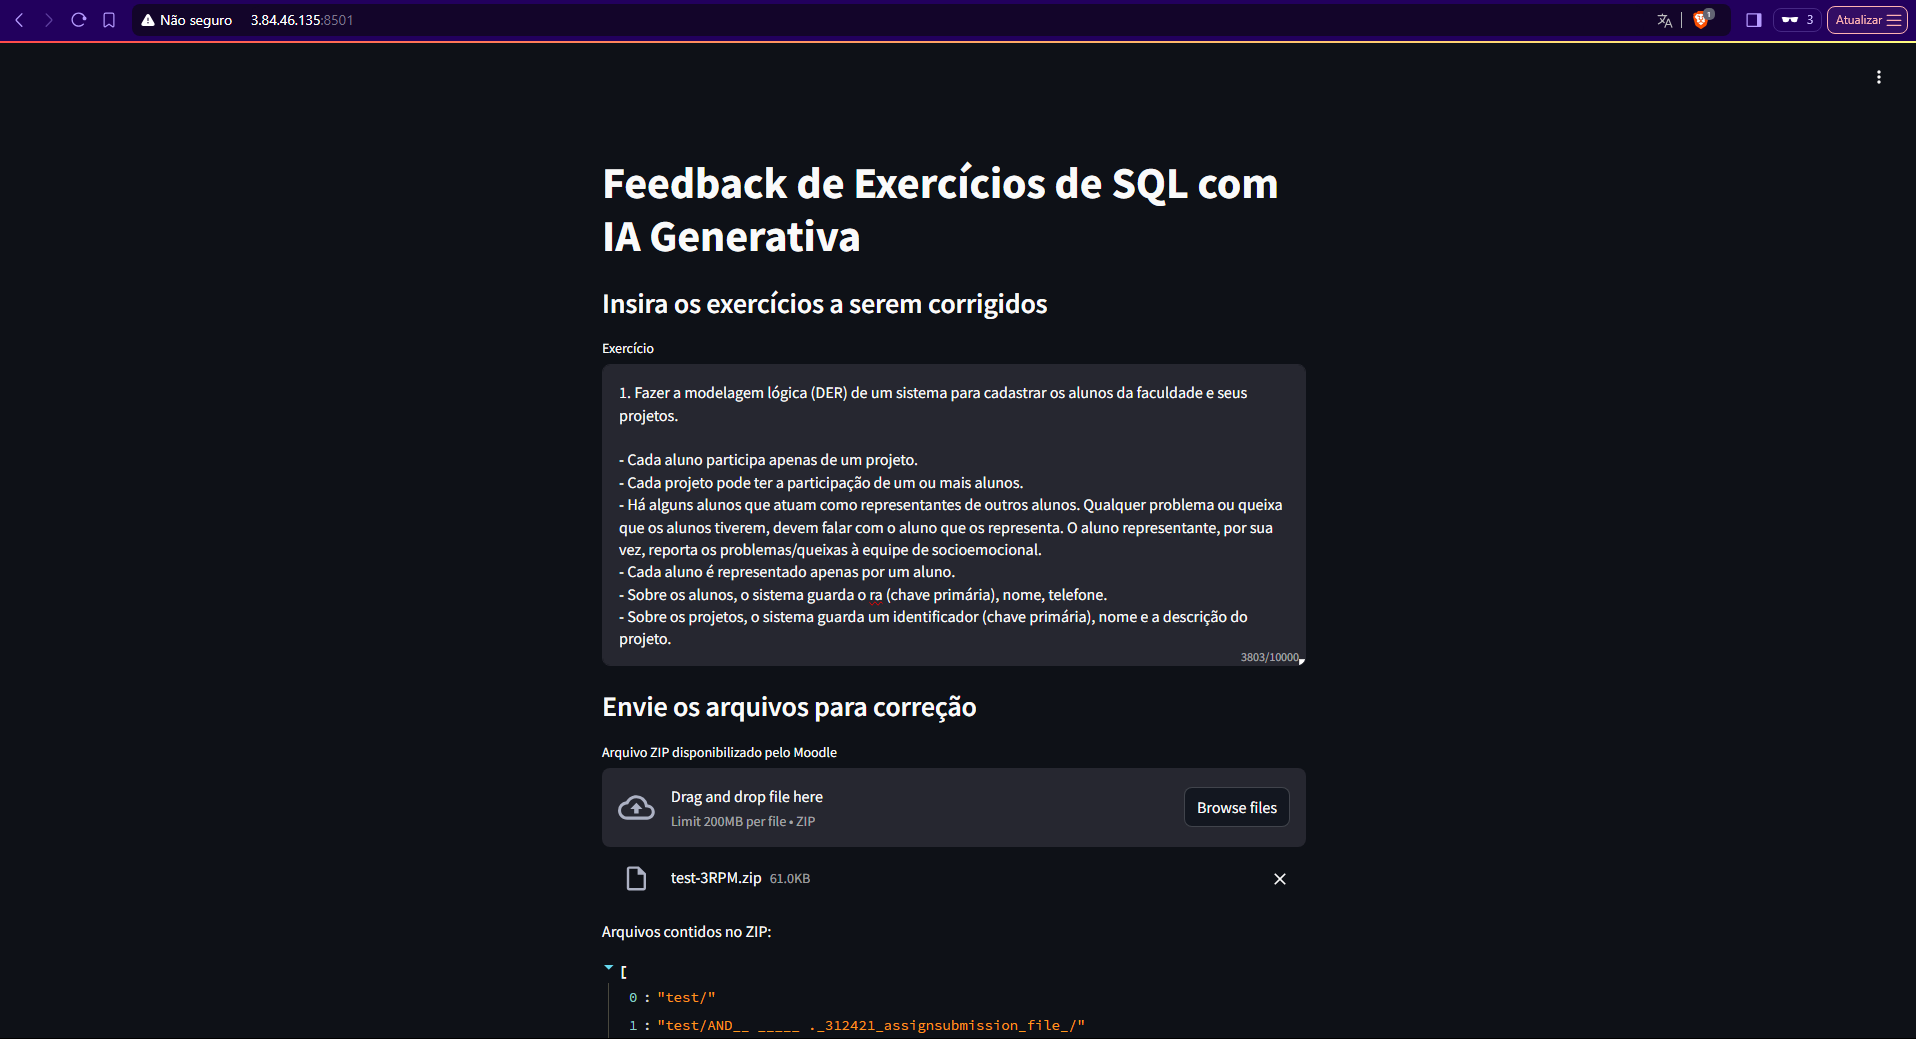 Não seguro 3.84.46.135:8501
1
3
Atualizar
Feedback de Exercícios de SQL com
IA Generativa
Insira os exercícios a serem corrigidos
Exercício
1. Fazer a modelagem lógica (DER) de um sistema para cadastrar os alunos da faculdade e seus
projetos.
- Cada aluno participa apenas de um projeto.
- Cada projeto pode ter a participação de um ou mais alunos.
- Há alguns alunos que atuam como representantes de outros alunos. Qualquer problema ou queixa
que os alunos tiverem, devem falar com o aluno que os representa. O aluno representante, por sua
vez, reporta os problemas/queixas à equipe de socioemocional.
- Cada aluno é representado apenas por um aluno.
- Sobre os alunos, o sistema guarda o ra (chave primária), nome, telefone.
- Sobre os projetos, o sistema guarda um identificador (chave primária), nome e a descrição do
projeto.
3803/10000
Envie os arquivos para correção
Arquivo ZIP disponibilizado pelo Moodle
Drag and drop file here
Limit 200MB per file • ZIP
Browse files
test-3RPM.zip 61.0KB
Arquivos contidos no ZIP:
[
0 : "test/"
1 : "test/AND__ _____ ._312421_assignsubmission_file_/"